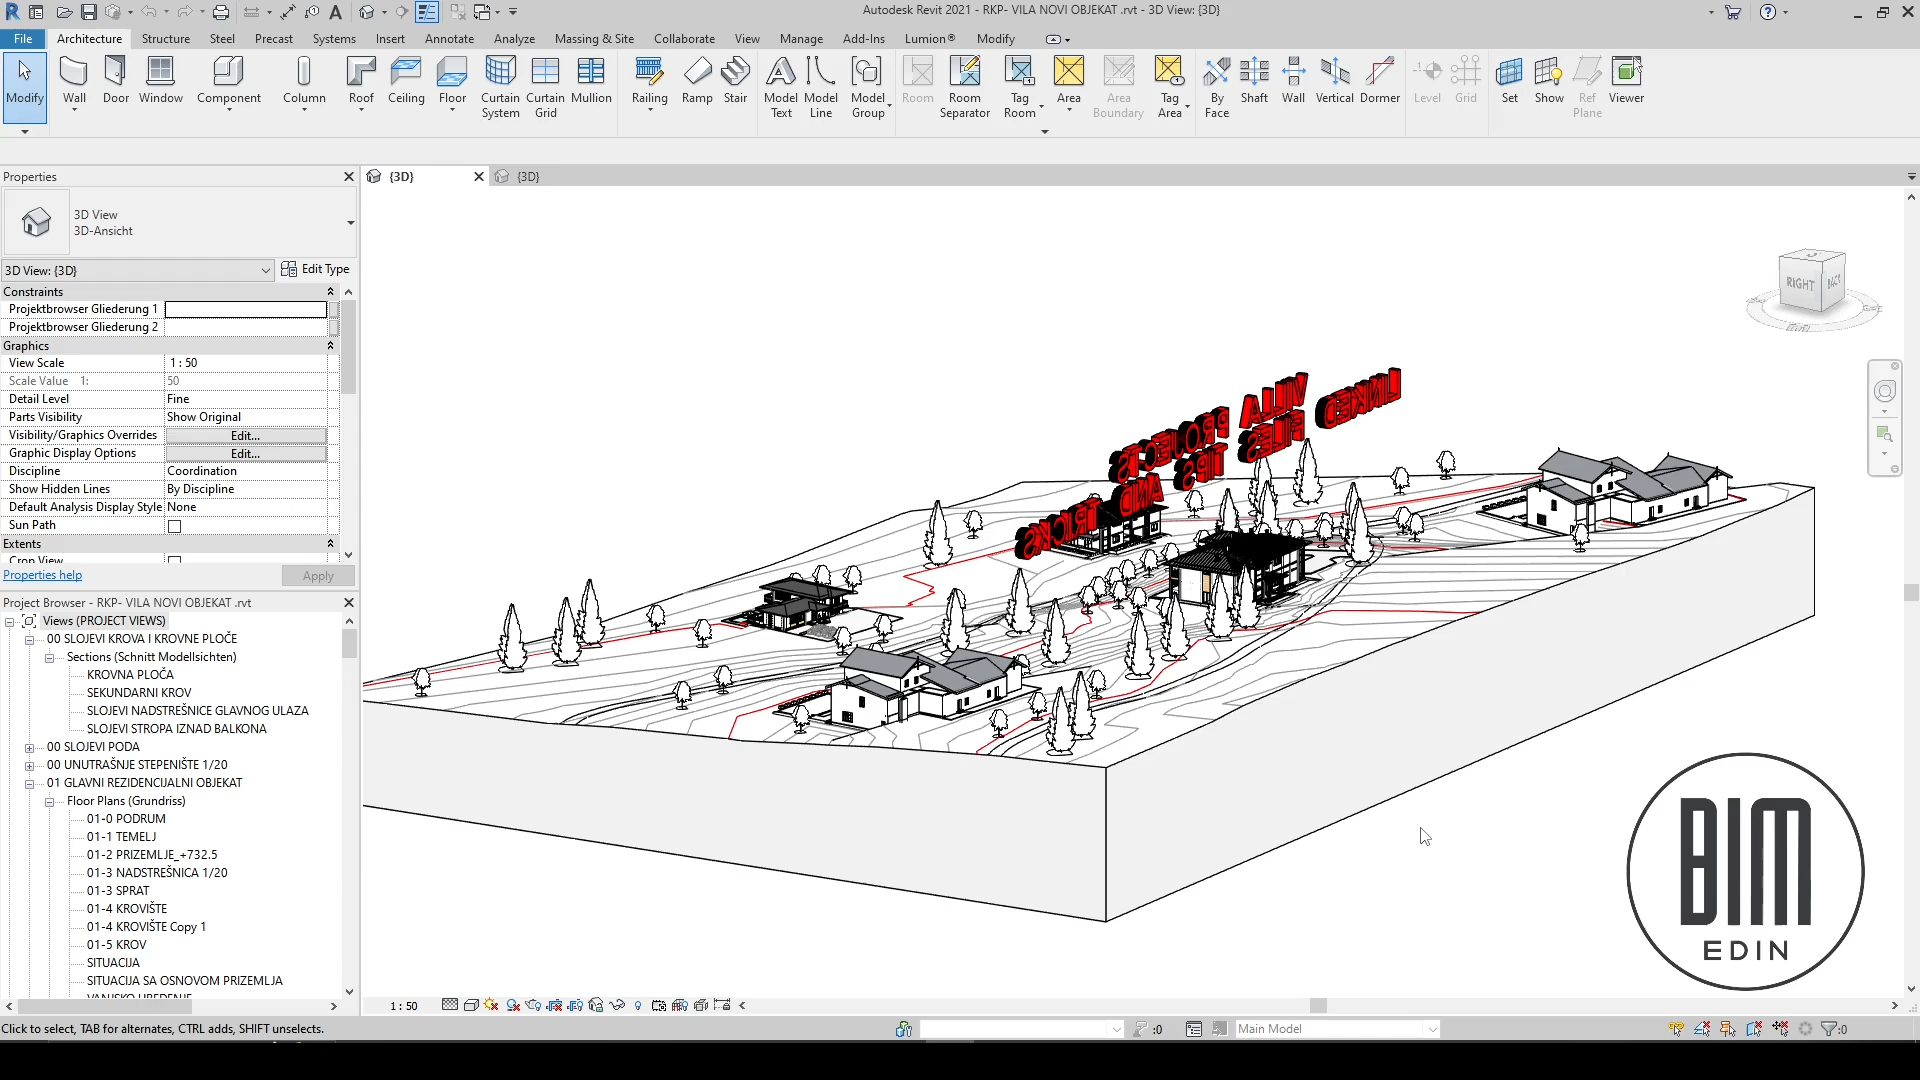 Autodesk Revit 2021 - RKP- VILA NOVI OBJEKAT .rvt - 3D View: {3D}
File
Architecture
Structure
Steel
Precast
Systems
Insert
Annotate
Analyze
Massing & Site
Collaborate
View
Manage
Add-Ins
Lumion®
Modify
Modify
Wall
Door
Window
Component
Column
Roof
Ceiling
Floor
Curtain System
Curtain Grid
Mullion
Railing
Ramp
Stair
Model Text
Model Line
Model Group
Room
Room Separator
Tag Room
Area
Area Boundary
Tag Area
By Face
Shaft
Wall
Vertical
Dormer
Level
Grid
Set
Show
Ref Plane
Viewer
Properties
{3D}
{3D}
3D View
3D-Ansicht
3D View: {3D}
Edit Type
Constraints
Projektbrowser Gliederung 1
Projektbrowser Gliederung 2
Graphics
View Scale 1 : 50
Scale Value 1: 50
Detail Level Fine
Parts Visibility Show Original
Visibility/Graphics Overrides Edit...
Graphic Display Options Edit...
Discipline Coordination
Show Hidden Lines By Discipline
Default Analysis Display Style None
Sun Path
Extents
Crop View
Properties help
Apply
Project Browser - RKP- VILA NOVI OBJEKAT .rvt
Views (PROJECT VIEWS)
00 SLOJEVI KROVA I KROVNE PLOČE
Sections (Schnitt Modellsichten)
KROVNA PLOČA
SEKUNDARNI KROV
SLOJEVI NADSTREŠNICE GLAVNOG ULAZA
SLOJEVI STROPA IZNAD BALKONA
00 SLOJEVI PODA
00 UNUTRAŠNJE STEPENIŠTE 1/20
01 GLAVNI REZIDENCIJALNI OBJEKAT
Floor Plans (Grundriss)
01-0 PODRUM
01-1 TEMELJ
01-2 PRIZEMLJE_+732.5
01-3 NADSTREŠNICA 1/20
01-3 SPRAT
01-4 KROVIŠTE
01-4 KROVIŠTE Copy 1
01-5 KROV
SITUACIJA
SITUACIJA SA OSNOVOM PRIZEMLJA
VANJSKO UREĐENJE
RIGHT
BACK
LINKED
VILLA
FILES
PROJECTS
TIPS
AND
TRICKS
BIM
EDIN
1 : 50
Click to select, TAB for alternates, CTRL adds, SHIFT unselects.
:0
Main Model
:0